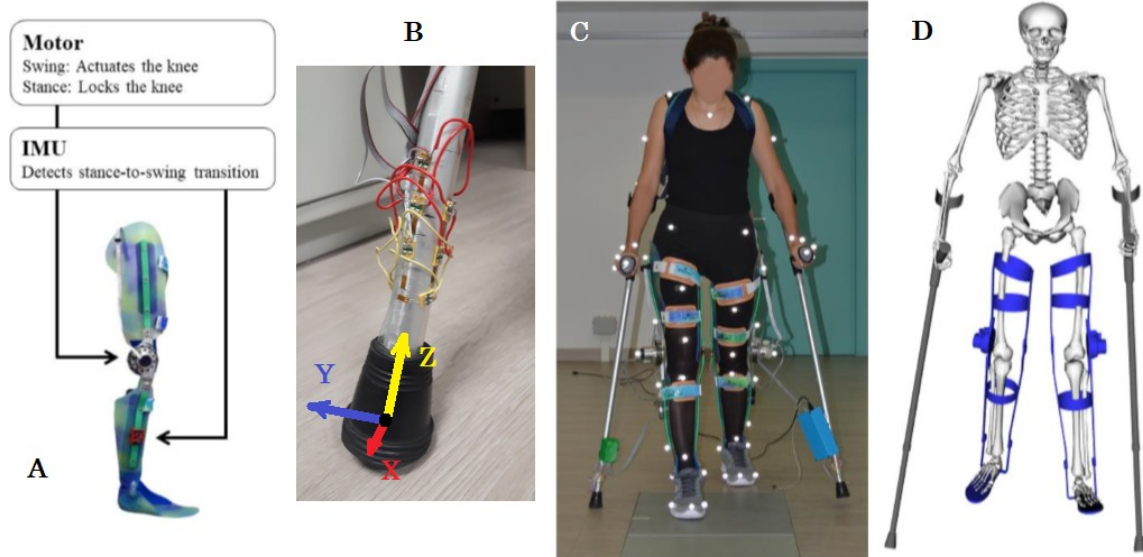 Motor
Swing: Actuates the knee
Stance: Locks the knee
IMU
Detects stance-to-swing transition
A
B
Z
Y
X
C
D